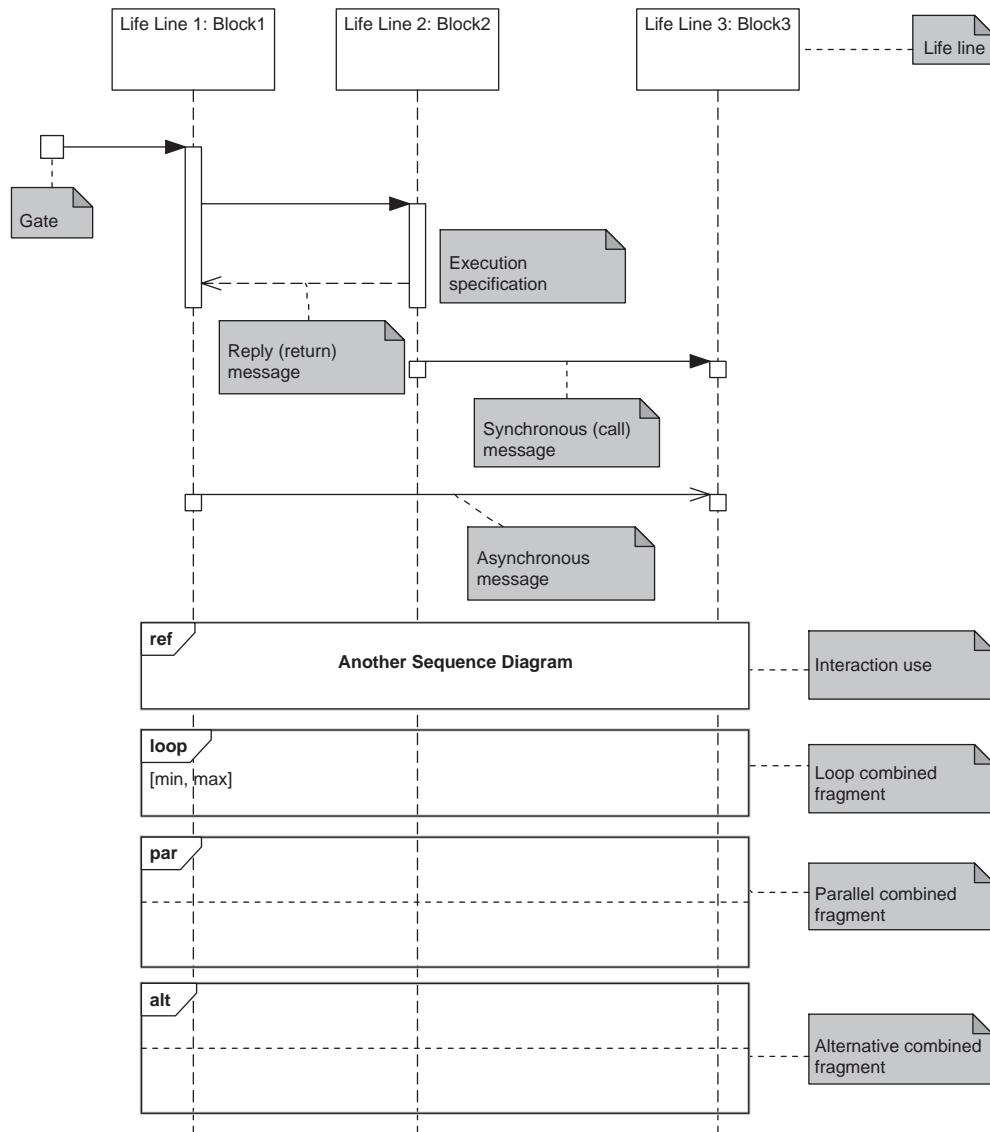 Life Line 1: Block1
Life Line 2: Block2
Life Line 3: Block3
Life line
Gate
Execution
specification
Reply (return)
message
Synchronous (call)
message
Asynchronous
message
ref
Another Sequence Diagram
Interaction use
loop
[min, max]
Loop combined
fragment
par
Parallel combined
fragment
alt
Alternative combined
fragment